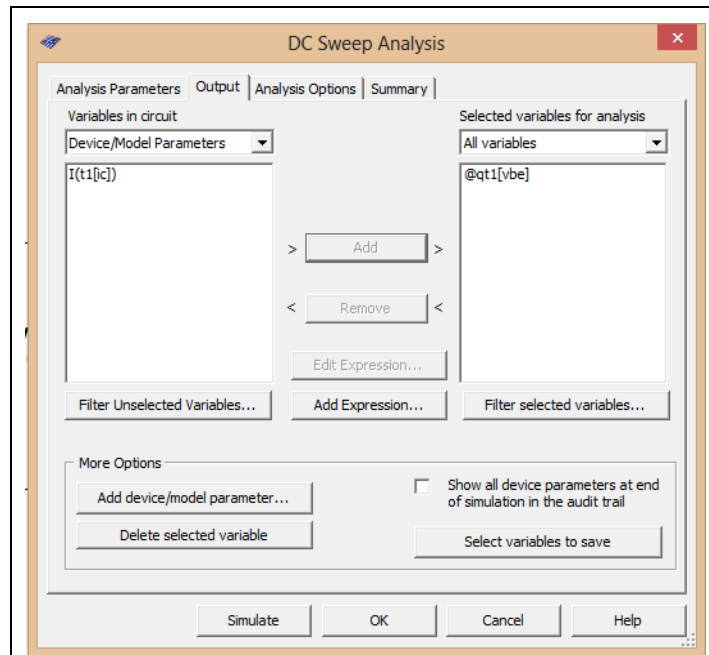 DC Sweep Analysis
Analysis Parameters Output Analysis Options Summary
Variables in circuit
Selected variables for analysis
Device/Model Parameters
All variables
I(t1[ic])
@qt1[vbe]
> Add >
< Remove <
Edit Expression...
Filter Unselected Variables... Add Expression... Filter selected variables...
More Options
Add device/model parameter...
Delete selected variable
Show all device parameters at end
of simulation in the audit trail
Select variables to save
Simulate OK Cancel Help